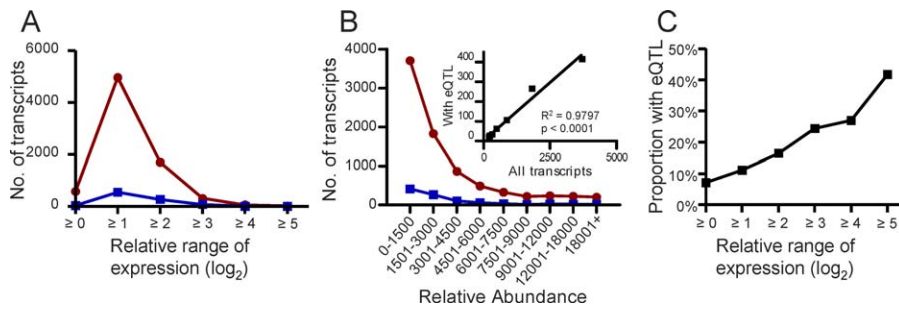 A
No. of transcripts
6000
4000
2000
0
≥ 0
≥ 1
≥ 2
≥ 3
≥ 4
≥ 5
Relative range of
expression (log2)
B
No. of transcripts
4000
3000
2000
1000
0
0-1500
1501-3000
3001-4500
4501-6000
6001-7500
7501-9000
9001-12000
12001-18000
18001+
Relative Abundance
With eQTL
400
300
200
100
0
R2 = 0.9797
p < 0.0001
0
2500
5000
All transcripts
C
Proportion with eQTL
50%
40%
30%
20%
10%
0%
≥ 0
≥ 1
≥ 2
≥ 3
≥ 4
≥ 5
Relative range of
expression (log2)